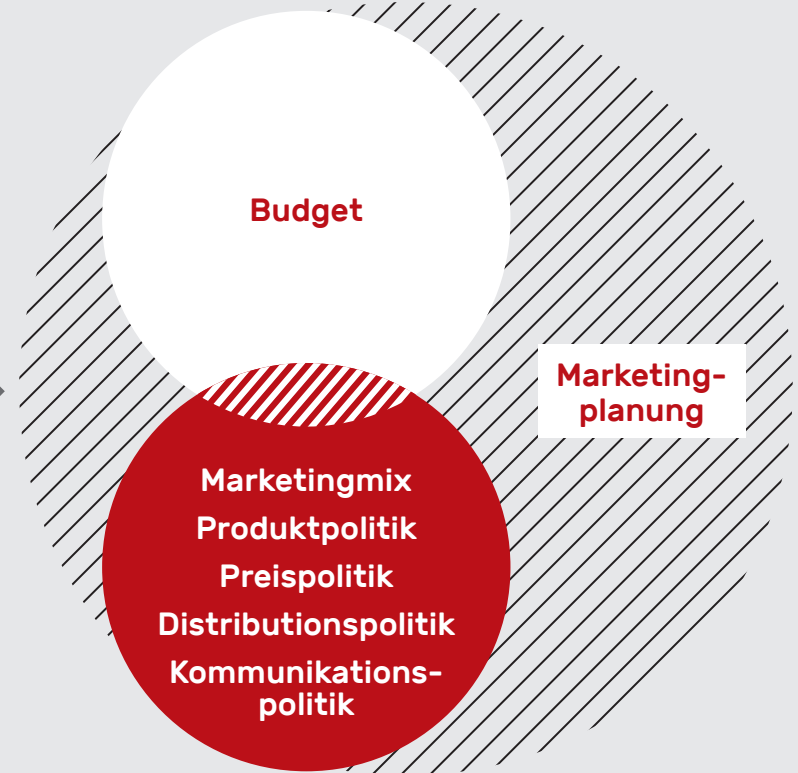 Budget
Marketing-
planung
Marketingmix
Produktpolitik
Preispolitik
Distributionspolitik
Kommunikations-
politik